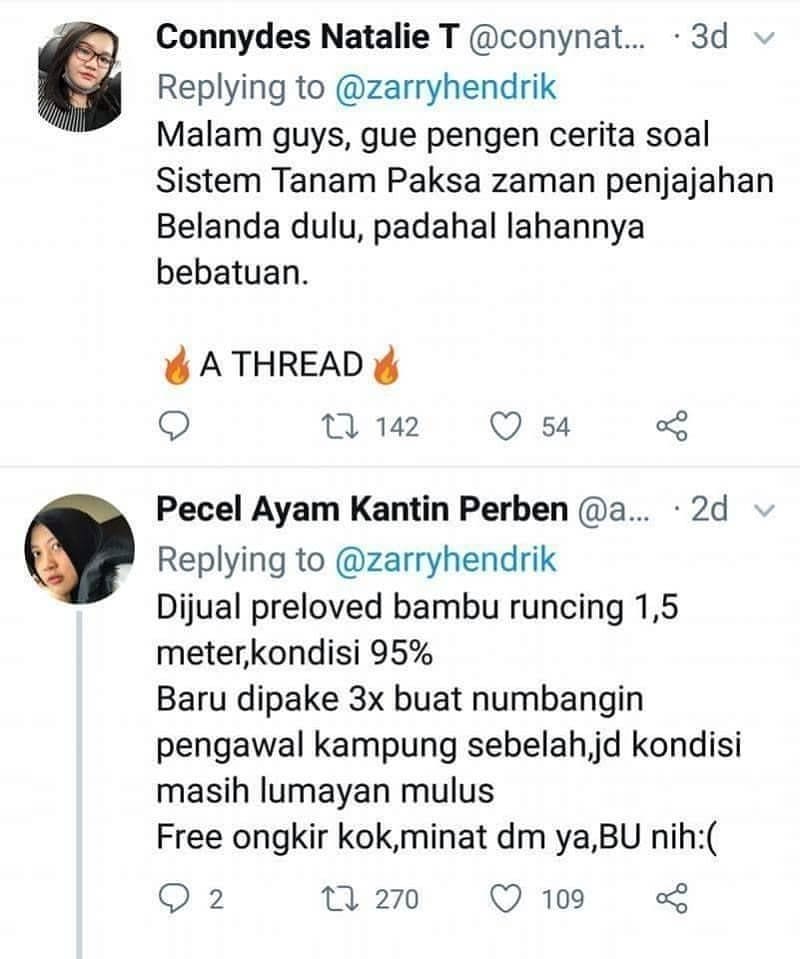 Connydes Natalie T @conynat... · 3d
Replying to @zarryhendrik
Malam guys, gue pengen cerita soal
Sistem Tanam Paksa zaman penjajahan
Belanda dulu, padahal lahannya
bebatuan.
🔥A THREAD🔥
142 54
Pecel Ayam Kantin Perben @a... · 2d
Replying to @zarryhendrik
Dijual preloved bambu runcing 1,5
meter,kondisi 95%
Baru dipake 3x buat numbangin
pengawal kampung sebelah,jd kondisi
masih lumayan mulus
Free ongkir kok,minat dm ya,BU nih:(
2 270 109